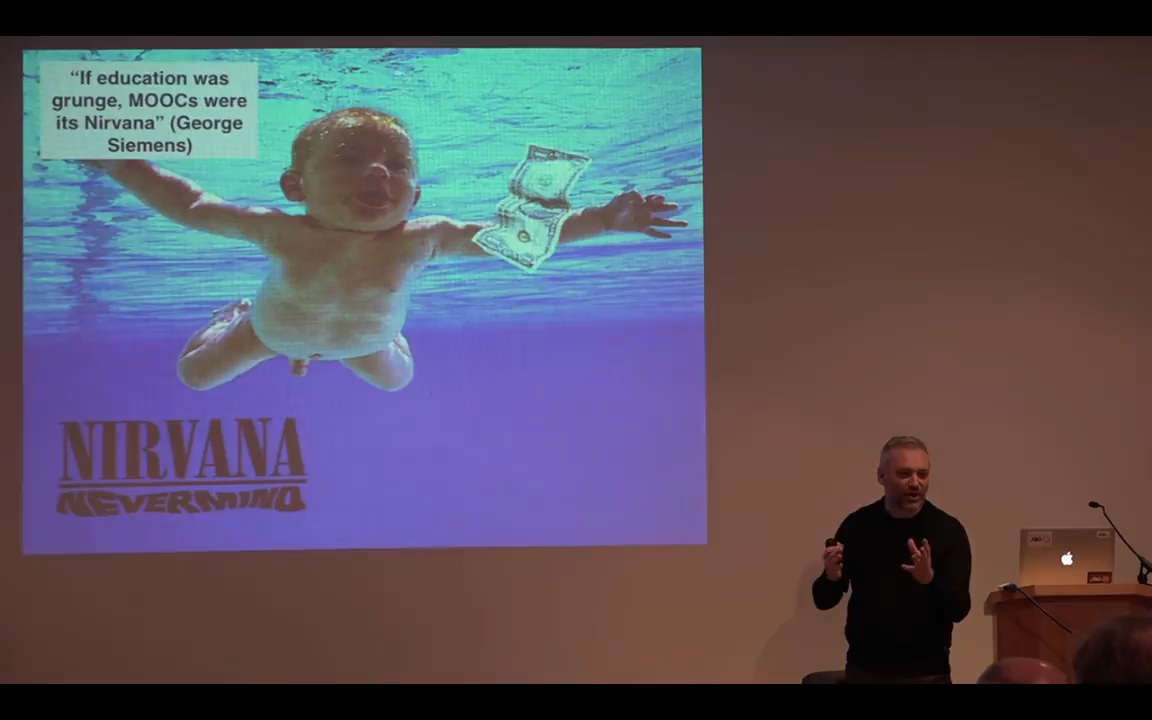 “If education was
grunge, MOOCs were
its Nirvana” (George
Siemens)
NIRVANA
NEVERMIND